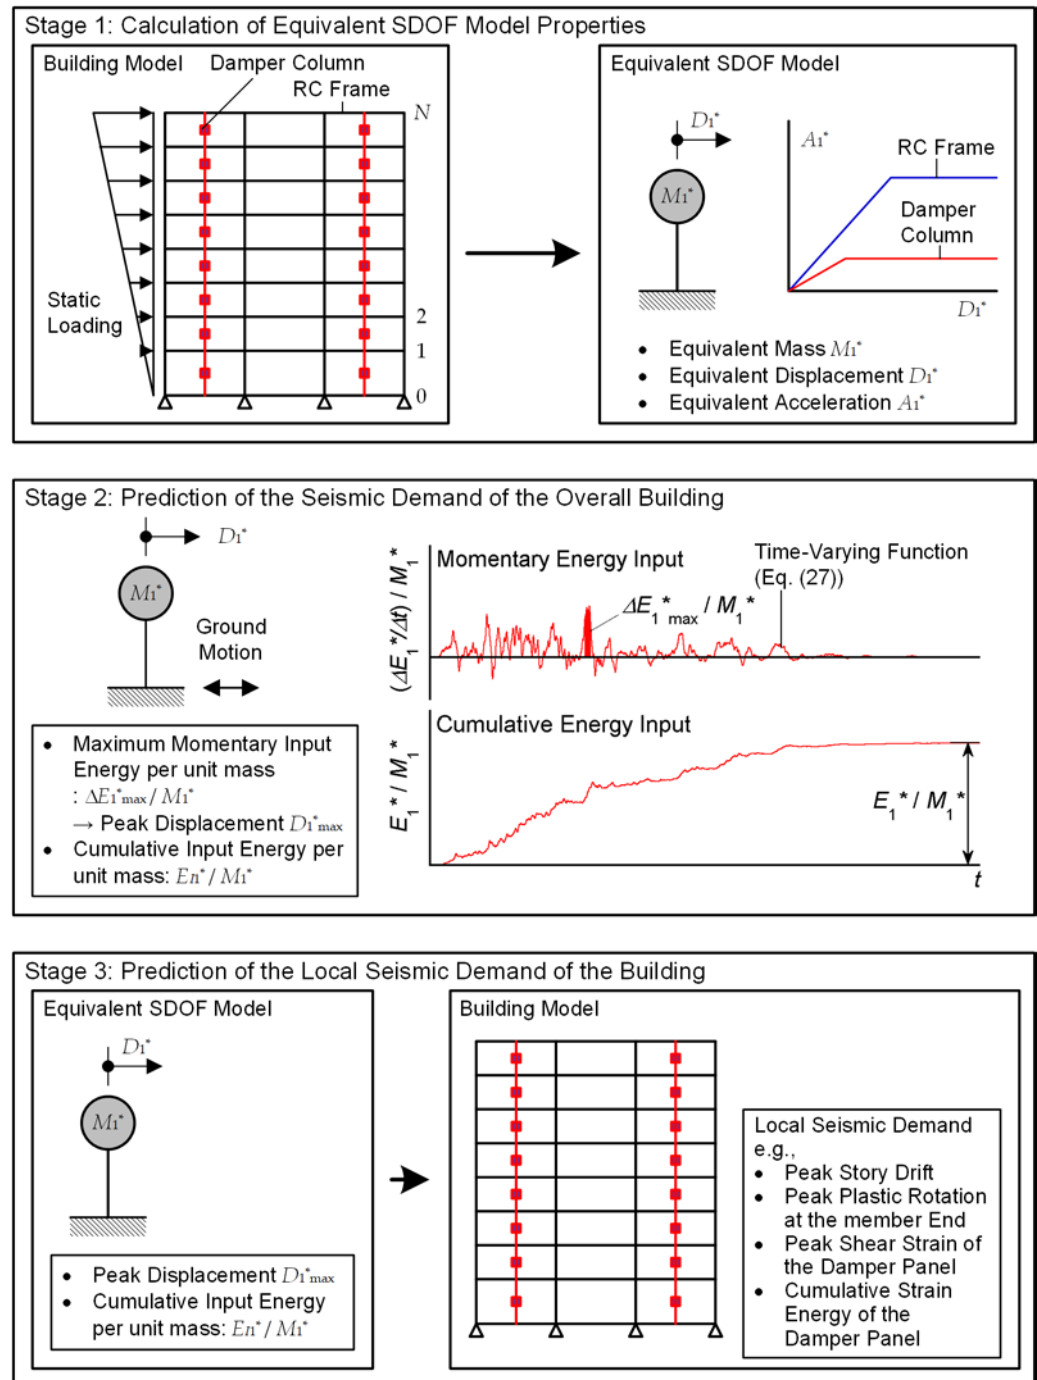 Stage 1: Calculation of Equivalent SDOF Model Properties
Building Model
Damper Column
RC Frame
N
Static
Loading
2
1
0
Equivalent SDOF Model
D₁*
M₁*
A₁*
RC Frame
Damper
Column
D₁*
• Equivalent Mass M₁*
• Equivalent Displacement D₁*
• Equivalent Acceleration A₁*
Stage 2: Prediction of the Seismic Demand of the Overall Building
D₁*
M₁*
Ground
Motion
• Maximum Momentary Input
Energy per unit mass
: ΔE₁*max / M₁*
→ Peak Displacement D₁*max
• Cumulative Input Energy per
unit mass: En* / M₁*
(ΔE₁*/Δt) / M₁*
Momentary Energy Input
Time-Varying Function
(Eq. (27))
ΔE₁*max / M₁*
E₁* / M₁*
Cumulative Energy Input
E₁* / M₁*
t
Stage 3: Prediction of the Local Seismic Demand of the Building
Equivalent SDOF Model
D₁*
M₁*
• Peak Displacement D₁*max
• Cumulative Input Energy
per unit mass: En* / M₁*
Building Model
Local Seismic Demand
e.g.,
• Peak Story Drift
• Peak Plastic Rotation
at the member End
• Peak Shear Strain of
the Damper Panel
• Cumulative Strain
Energy of the
Damper Panel